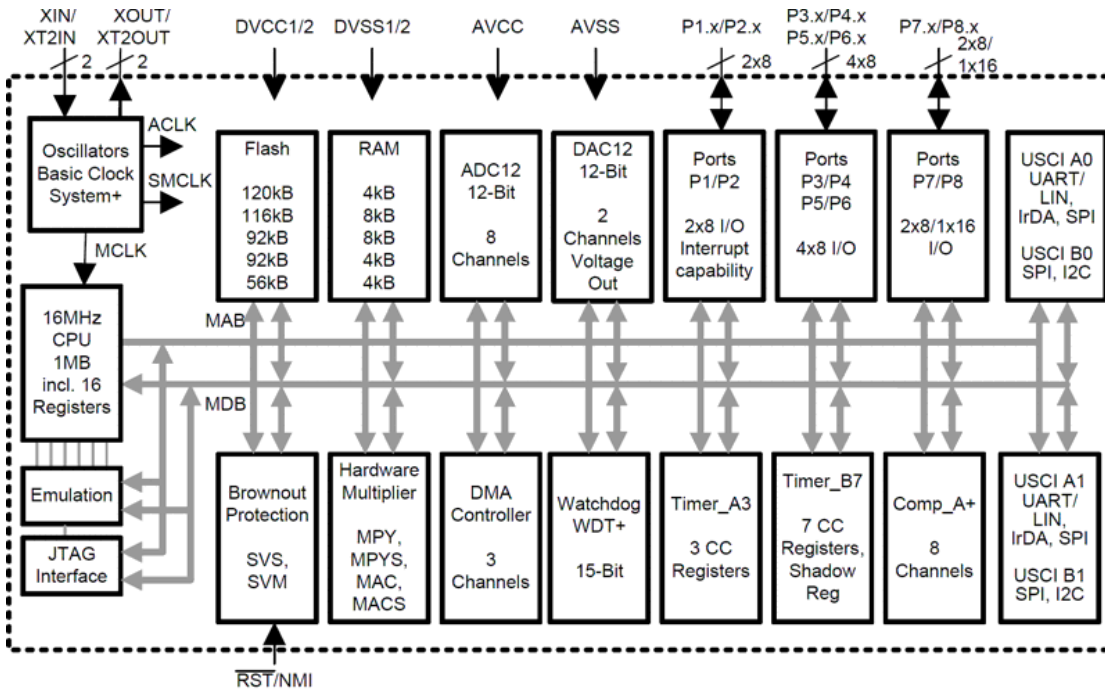 XIN/
XT2IN
XOUT/
XT2OUT
DVCC1/2
DVSS1/2
AVCC
AVSS
P1.x/P2.x
P3.x/P4.x
P5.x/P6.x
P7.x/P8.x
2
2
2x8
4x8
2x8/
1x16
Oscillators
Basic Clock
System+
ACLK
SMCLK
MCLK
Flash
120kB
116kB
92kB
92kB
56kB
RAM
4kB
8kB
8kB
4kB
4kB
ADC12
12-Bit
8
Channels
DAC12
12-Bit
2
Channels
Voltage
Out
Ports
P1/P2
2x8 I/O
Interrupt
capability
Ports
P3/P4
P5/P6
4x8 I/O
Ports
P7/P8
2x8/1x16
I/O
USCI A0
UART/
LIN,
IrDA, SPI
USCI B0
SPI, I2C
16MHz
CPU
1MB
incl. 16
Registers
MAB
MDB
Emulation
JTAG
Interface
Brownout
Protection
SVS,
SVM
Hardware
Multiplier
MPY,
MPYS,
MAC,
MACS
DMA
Controller
3
Channels
Watchdog
WDT+
15-Bit
Timer_A3
3 CC
Registers
Timer_B7
7 CC
Registers,
Shadow
Reg
Comp_A+
8
Channels
USCI A1
UART/
LIN,
IrDA, SPI
USCI B1
SPI, I2C
RST/NMI